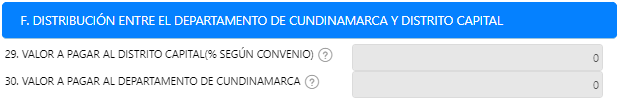 F. DISTRIBUCIÓN ENTRE EL DEPARTAMENTO DE CUNDINAMARCA Y DISTRITO CAPITAL
29. VALOR A PAGAR AL DISTRITO CAPITAL(% SEGÚN CONVENIO) ? 0
30. VALOR A PAGAR AL DEPARTAMENTO DE CUNDINAMARCA ? 0